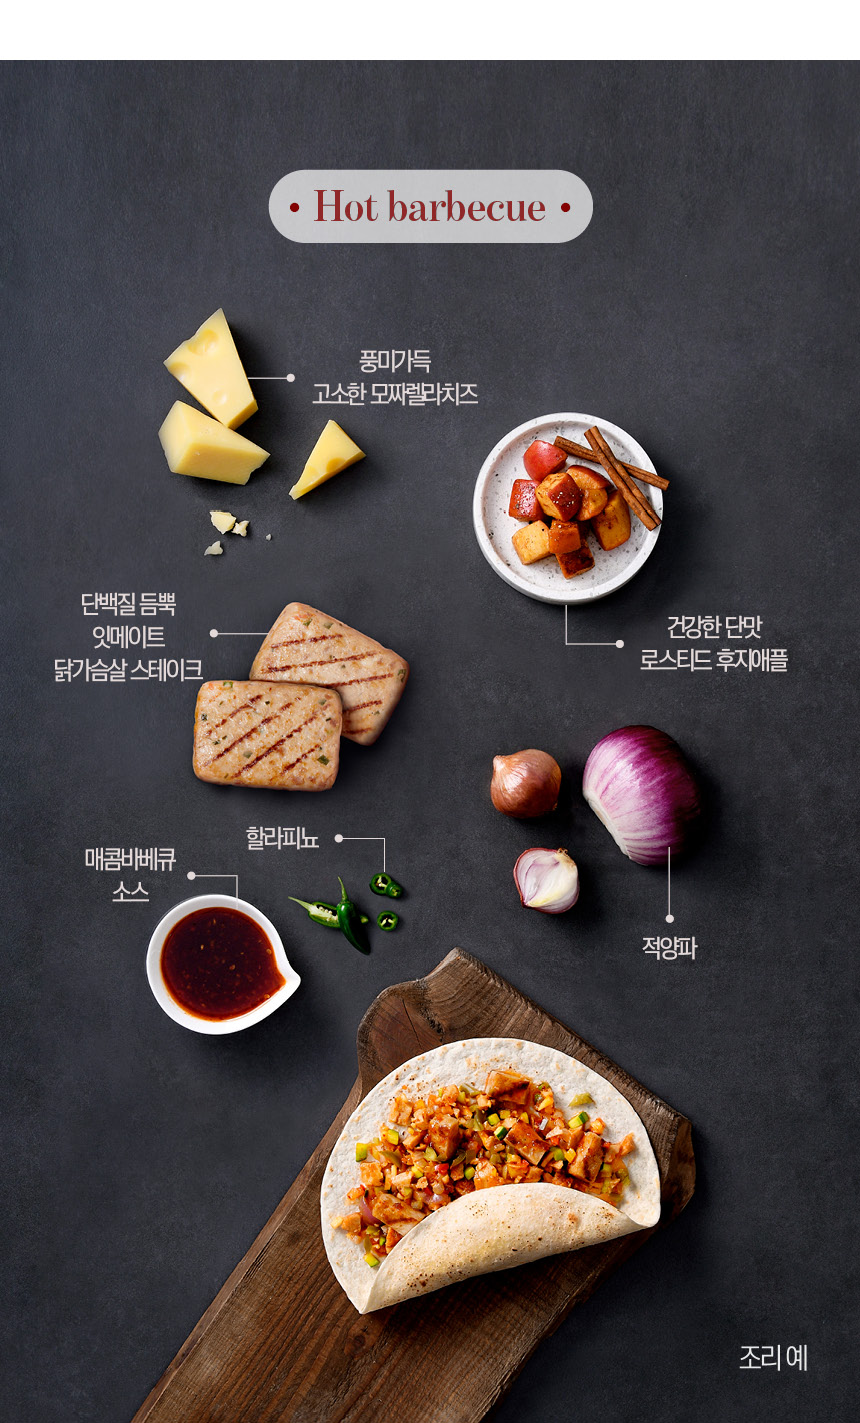 • Hot barbecue •
풍미가득
고소한 모짜렐라치즈
단백질 듬뿍
잇메이트
닭가슴살 스테이크
건강한 단맛
로스티드 후지애플
할라피뇨
매콤바베큐
소스
적양파
조리 예